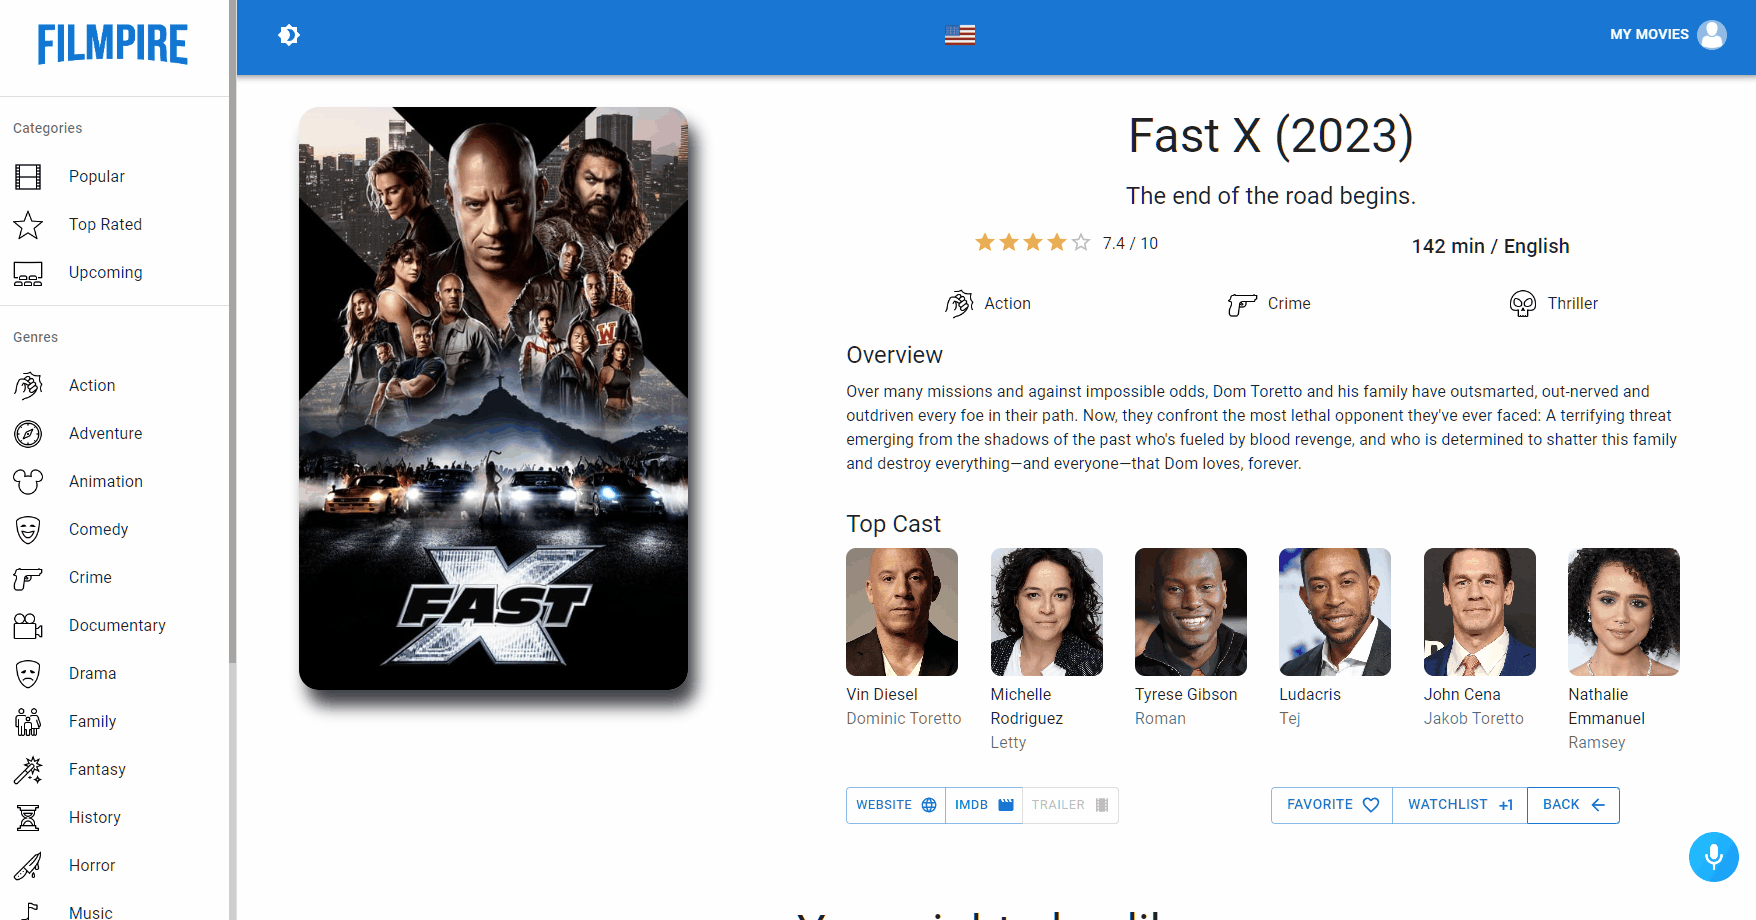 FILMPIRE
MY MOVIES
Categories
Popular
Top Rated
Upcoming
Genres
Action
Adventure
Animation
Comedy
Crime
Documentary
Drama
Family
Fantasy
History
Horror
Music
W
FAST
X
Fast X (2023)
The end of the road begins.
7.4 / 10
142 min / English
Action
Crime
Thriller
Overview
Over many missions and against impossible odds, Dom Toretto and his family have outsmarted, out-nerved and
outdriven every foe in their path. Now, they confront the most lethal opponent they've ever faced: A terrifying threat
emerging from the shadows of the past who's fueled by blood revenge, and who is determined to shatter this family
and destroy everything—and everyone—that Dom loves, forever.
Top Cast
Vin Diesel
Dominic Toretto
Michelle
Rodriguez
Letty
Tyrese Gibson
Roman
Ludacris
Tej
John Cena
Jakob Toretto
Nathalie
Emmanuel
Ramsey
WEBSITE
IMDB
TRAILER
FAVORITE
WATCHLIST +1
BACK